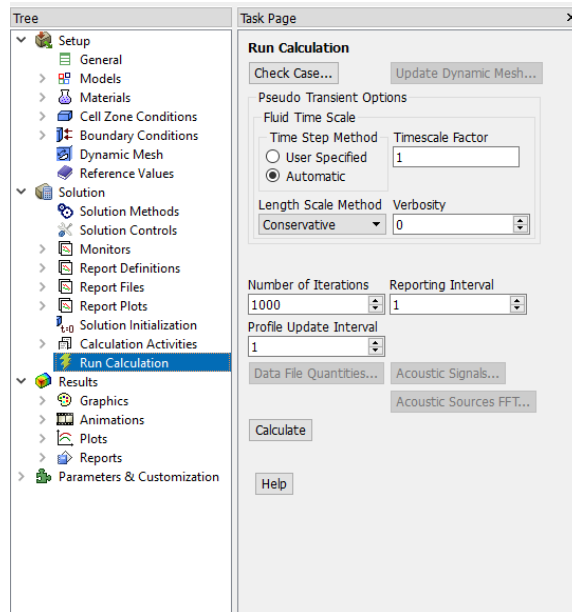 Tree
Setup
General
Models
Materials
Cell Zone Conditions
Boundary Conditions
Dynamic Mesh
Reference Values
Solution
Solution Methods
Solution Controls
Monitors
Report Definitions
Report Files
Report Plots
t=0 Solution Initialization
Calculation Activities
Run Calculation
Results
Graphics
Animations
Plots
Reports
Parameters & Customization
Task Page
Run Calculation
Check Case... Update Dynamic Mesh...
Pseudo Transient Options
Fluid Time Scale
Time Step Method Timescale Factor
User Specified 1
Automatic
Length Scale Method Verbosity
Conservative 0
Number of Iterations Reporting Interval
1000 1
Profile Update Interval
1
Data File Quantities... Acoustic Signals...
Acoustic Sources FFT...
Calculate
Help